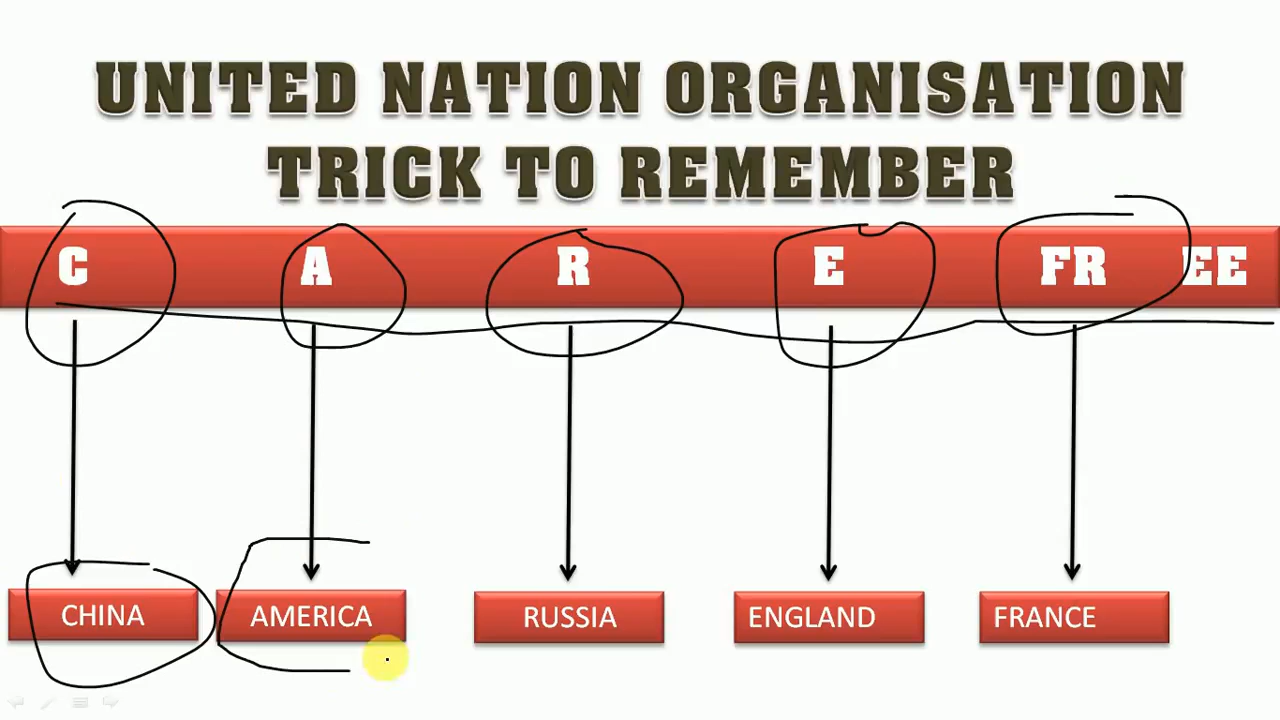 UNITED NATION ORGANISATION
TRICK TO REMEMBER
C A R E FR EE
CHINA AMERICA RUSSIA ENGLAND FRANCE